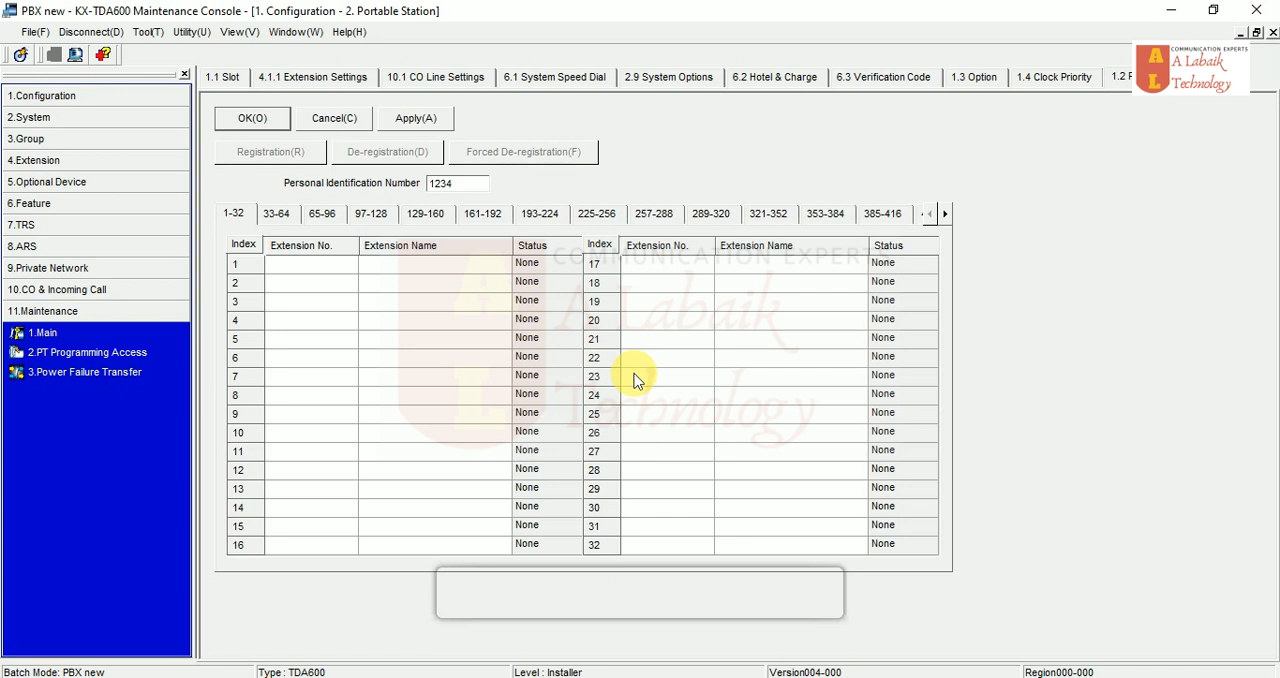 PBX new - KX-TDA600 Maintenance Console - [1. Configuration - 2. Portable Station]
File(F) Disconnect(D) Tool(T) Utility(U) View(V) Window(W) Help(H)
COMMUNICATION EXPERTS
A Labaik
Technology
A
L
1.1 Slot 4.1.1 Extension Settings 10.1 CO Line Settings 6.1 System Speed Dial 2.9 System Options 6.2 Hotel & Charge 6.3 Verification Code 1.3 Option 1.4 Clock Priority 1.2
1.Configuration
2.System
3.Group
4.Extension
5.Optional Device
6.Feature
7.TRS
8.ARS
9.Private Network
10.CO & Incoming Call
11.Maintenance
1.Main
2.PT Programming Access
3.Power Failure Transfer
OK(O) Cancel(C) Apply(A)
Registration(R) De-registration(D) Forced De-registration(F)
Personal Identification Number 1234
1-32 33-64 65-96 97-128 129-160 161-192 193-224 225-256 257-288 289-320 321-352 353-384 385-416
Index Extension No. Extension Name Status Index Extension No. Extension Name Status
1 None 17 None
2 None 18 None
3 None 19 None
4 None 20 None
5 None 21 None
6 None 22 None
7 None 23 None
8 None 24 None
9 None 25 None
10 None 26 None
11 None 27 None
12 None 28 None
13 None 29 None
14 None 30 None
15 None 31 None
16 None 32 None
COMMUNICATION EXPERT
A Labaik
Technology
A
L
Batch Mode: PBX new Type : TDA600 Level : Installer Version004-000 Region000-000